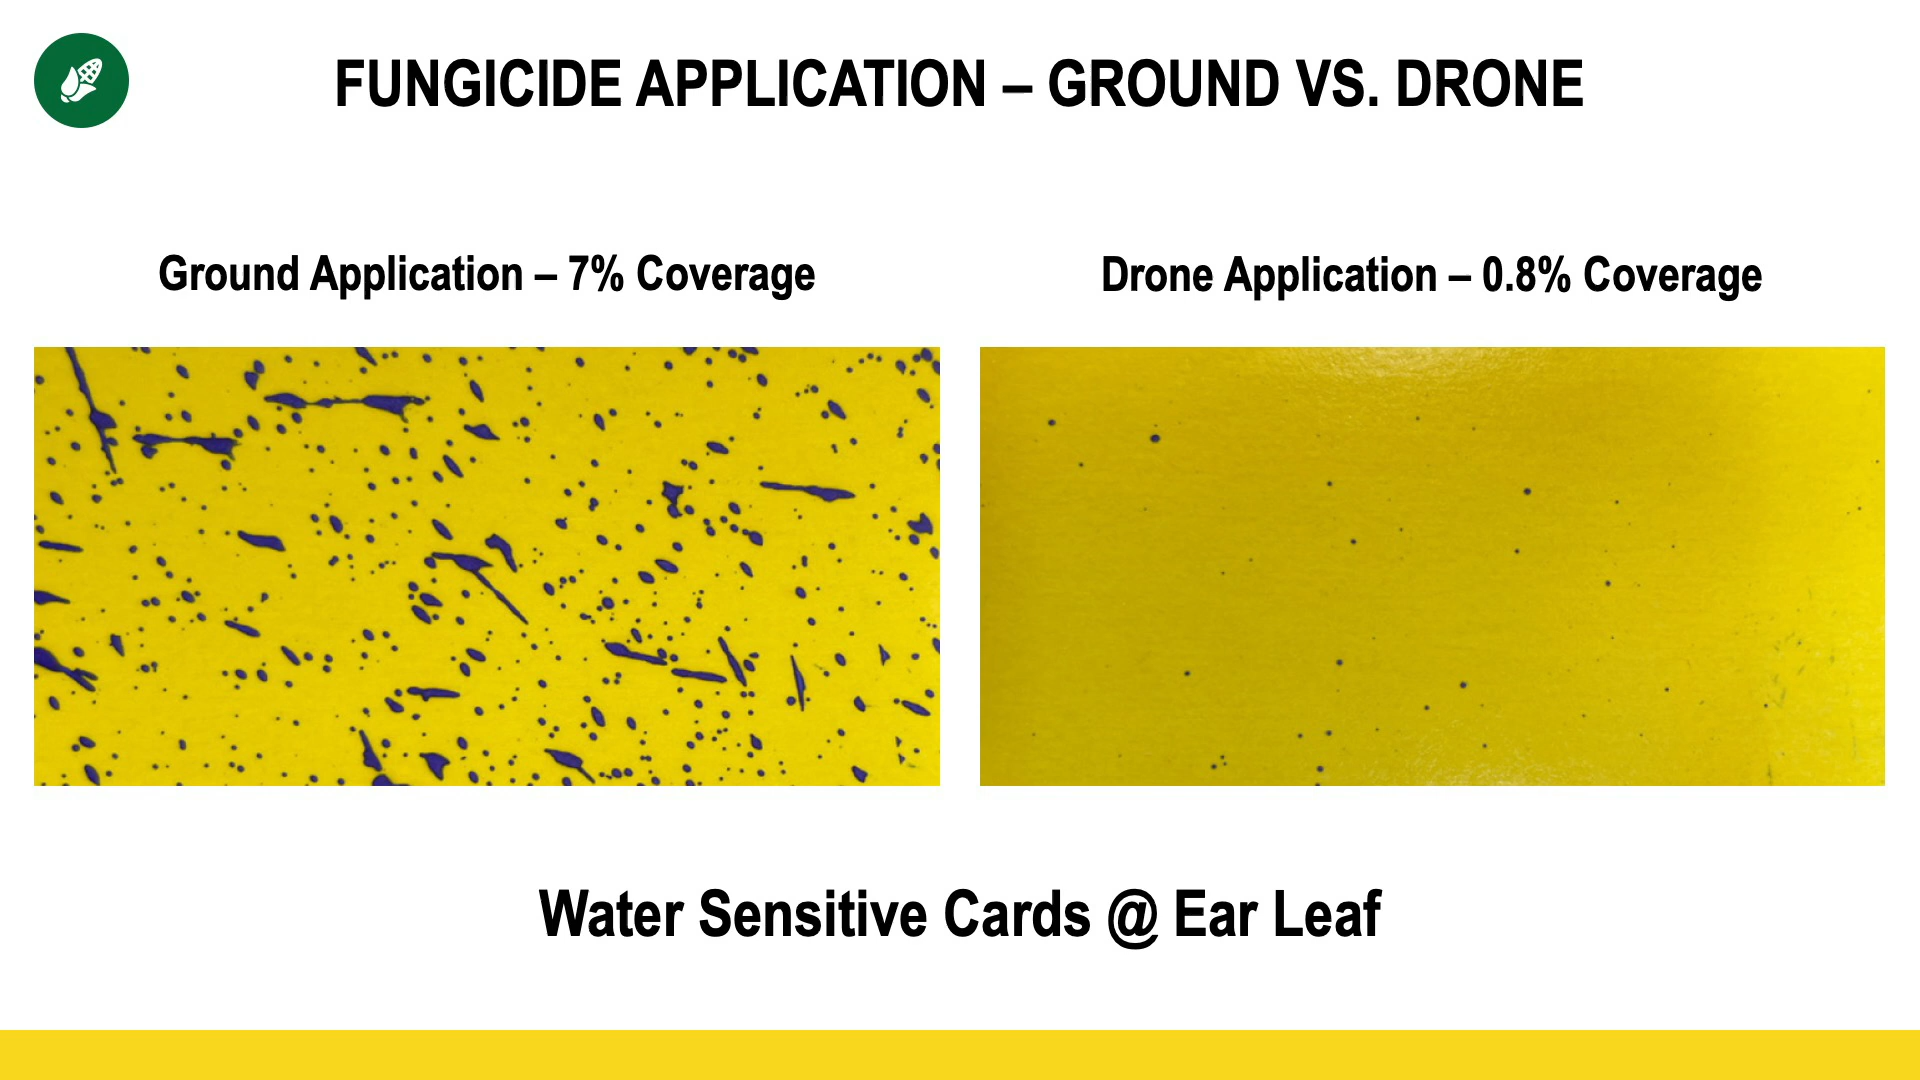 FUNGICIDE APPLICATION – GROUND VS. DRONE
Ground Application – 7% Coverage
Drone Application – 0.8% Coverage
Water Sensitive Cards @ Ear Leaf